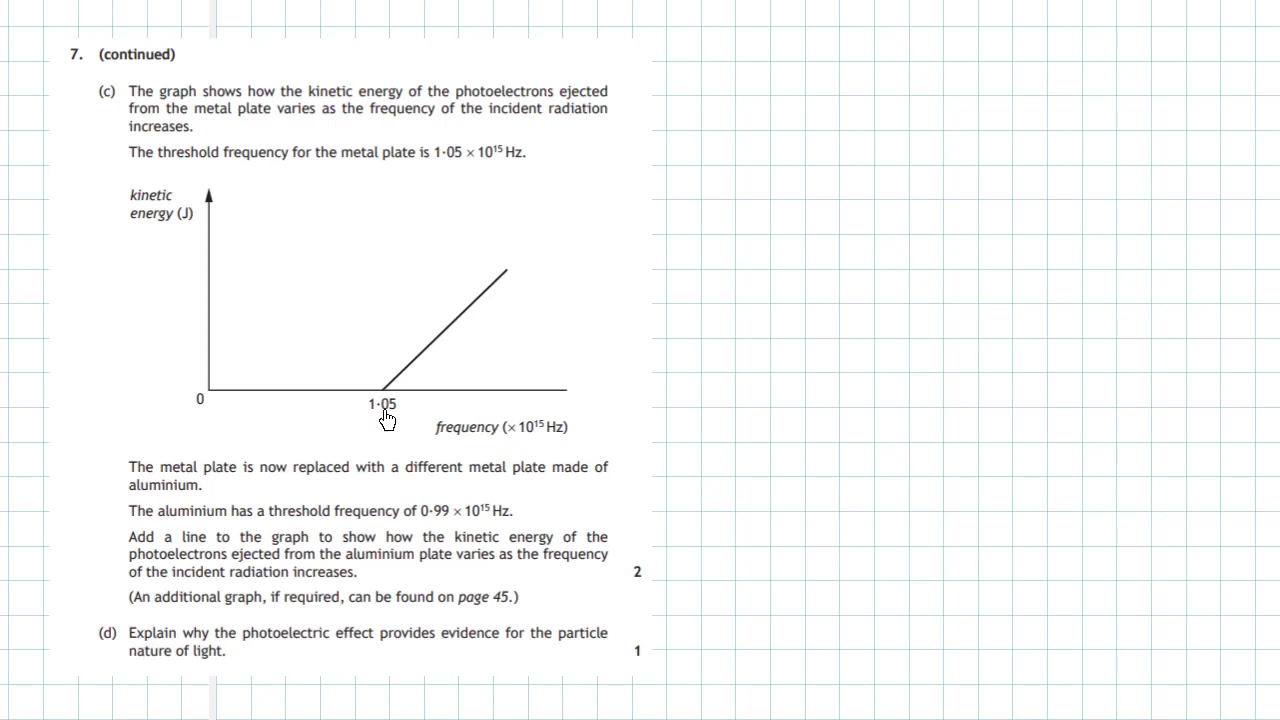 7. (continued)
(c) The graph shows how the kinetic energy of the photoelectrons ejected
from the metal plate varies as the frequency of the incident radiation
increases.
The threshold frequency for the metal plate is 1·05 × 10¹⁵ Hz.
kinetic
energy (J)
0
1·05
frequency (× 10¹⁵ Hz)
The metal plate is now replaced with a different metal plate made of
aluminium.
The aluminium has a threshold frequency of 0·99 × 10¹⁵ Hz.
Add a line to the graph to show how the kinetic energy of the
photoelectrons ejected from the aluminium plate varies as the frequency
of the incident radiation increases. 2
(An additional graph, if required, can be found on page 45.)
(d) Explain why the photoelectric effect provides evidence for the particle
nature of light. 1